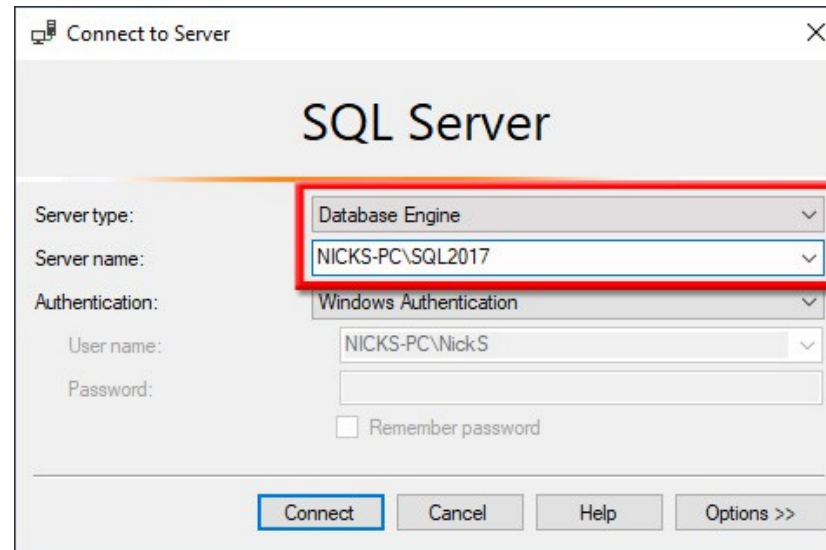 Connect to Server
SQL Server
Server type: Database Engine
Server name: NICKS-PC\SQL2017
Authentication: Windows Authentication
User name: NICKS-PC\NickS
Password:
Remember password
Connect Cancel Help Options >>